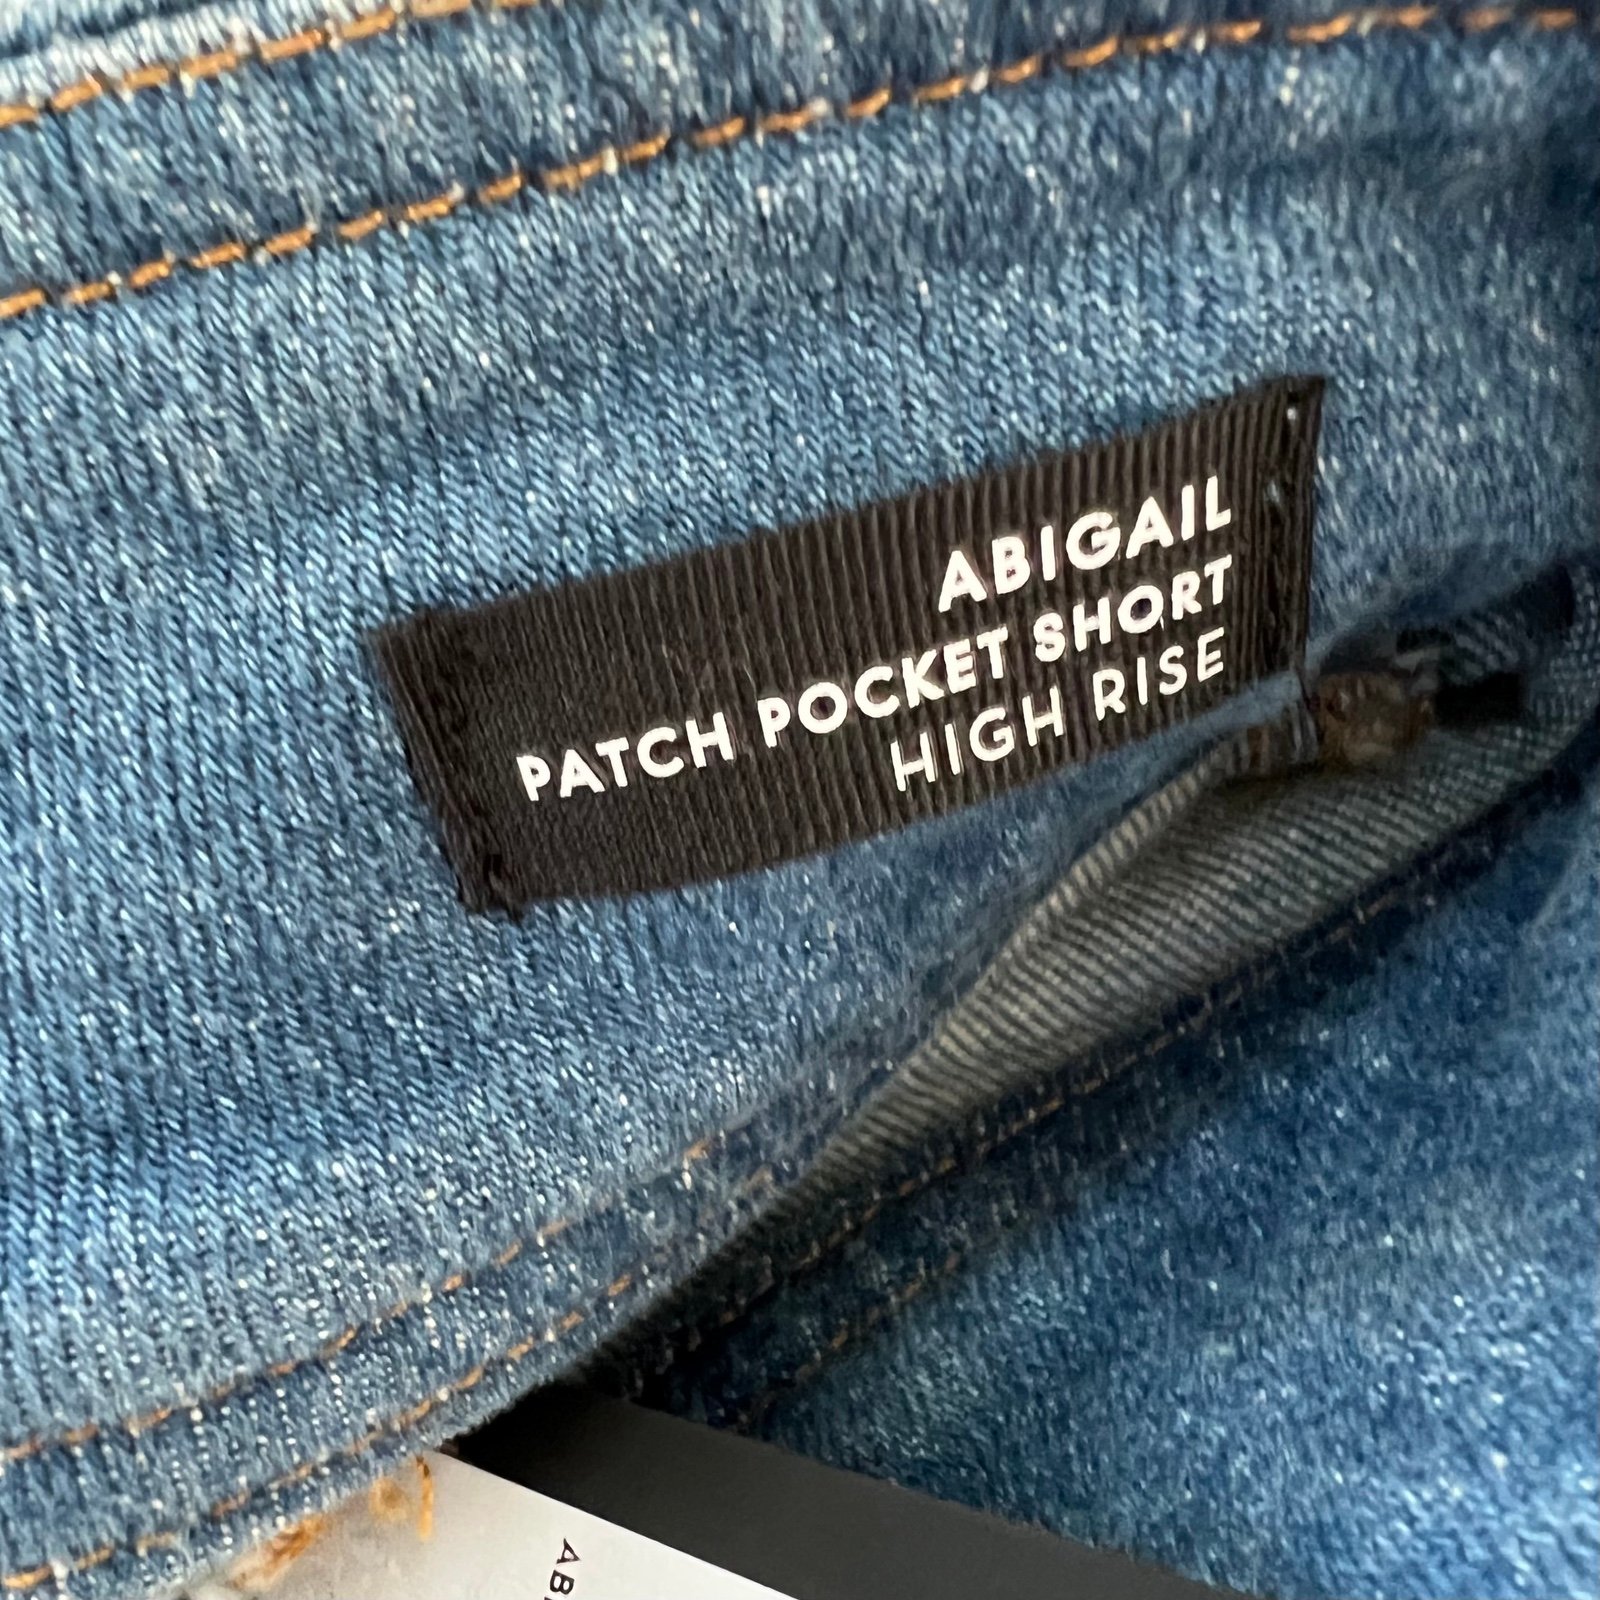 ABIGAIL
PATCH POCKET SHORT
HIGH RISE